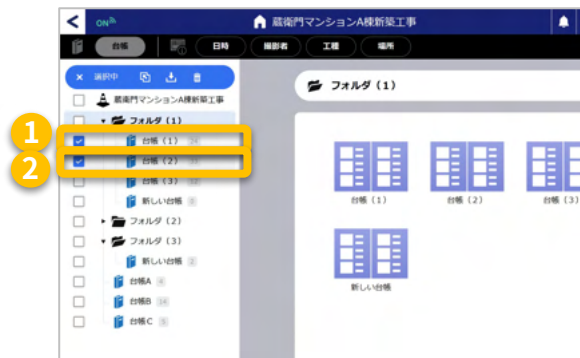 ON
蔵衛門マンションA棟新築工事
台帳 日時 撮影者 工種 場所
選択中
蔵衛門マンションA棟新築工事
フォルダ (1)
フォルダ (1)
1
台帳 (1) 24
2
台帳 (2)
台帳 (3)
新しい台帳
フォルダ (2)
フォルダ (3)
新しい台帳 2
台帳A 4
台帳B 14
台帳C 5
台帳 (1) 台帳 (2) 台帳 (3)
新しい台帳